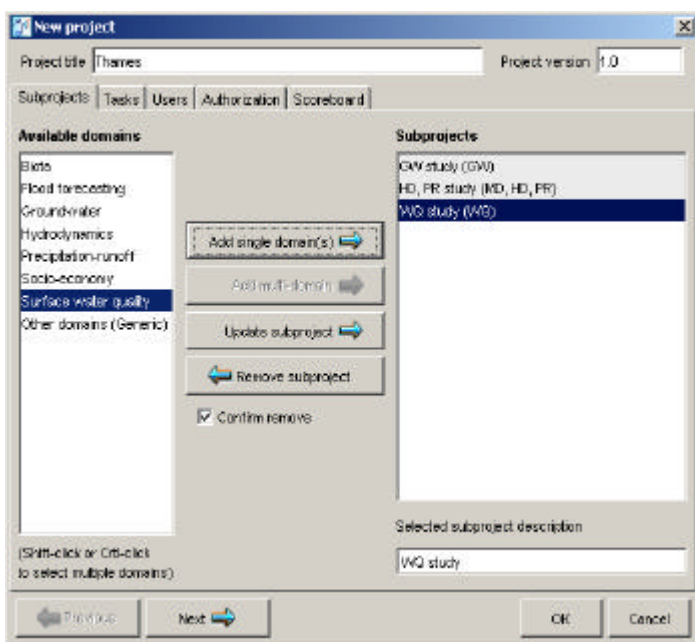 New project
Project title Thames Project version 1.0
Subprojects Tasks Users Authorization Scoreboard
Available domains
Biota
Flood forecasting
Groundwater
Hydrodynamics
Precipitation-runoff
Socio-economy
Surface water quality
Other domains (Generic)
(Shift-click or Crtl-click
to select multiple domains)
Add single domain(s)
Add multi-domain
Update subproject
Remove subproject
Confirm remove
Subprojects
GW study (GW)
HD, PR study (MD, HD, PR)
WQ study (WQ)
Selected subproject description
WQ study
Previous Next OK Cancel